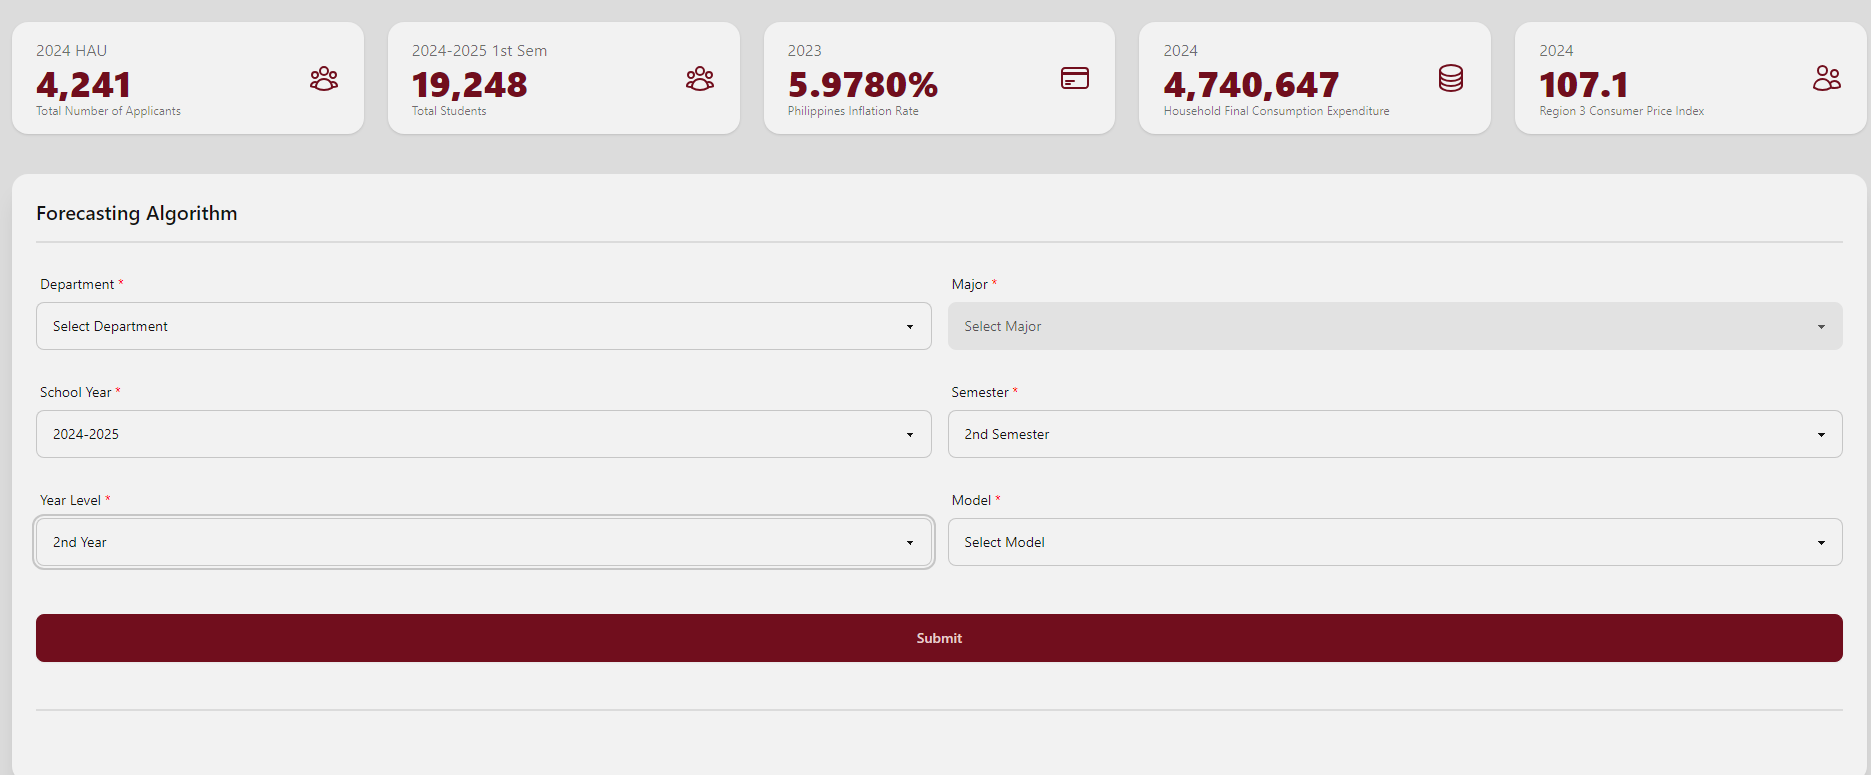 2024 HAU
4,241
Total Number of Applicants
2024-2025 1st Sem
19,248
Total Students
2023
5.9780%
Philippines Inflation Rate
2024
4,740,647
Household Final Consumption Expenditure
2024
107.1
Region 3 Consumer Price Index
Forecasting Algorithm
Department *
Select Department
Major *
Select Major
School Year *
2024-2025
Semester *
2nd Semester
Year Level *
2nd Year
Model *
Select Model
Submit